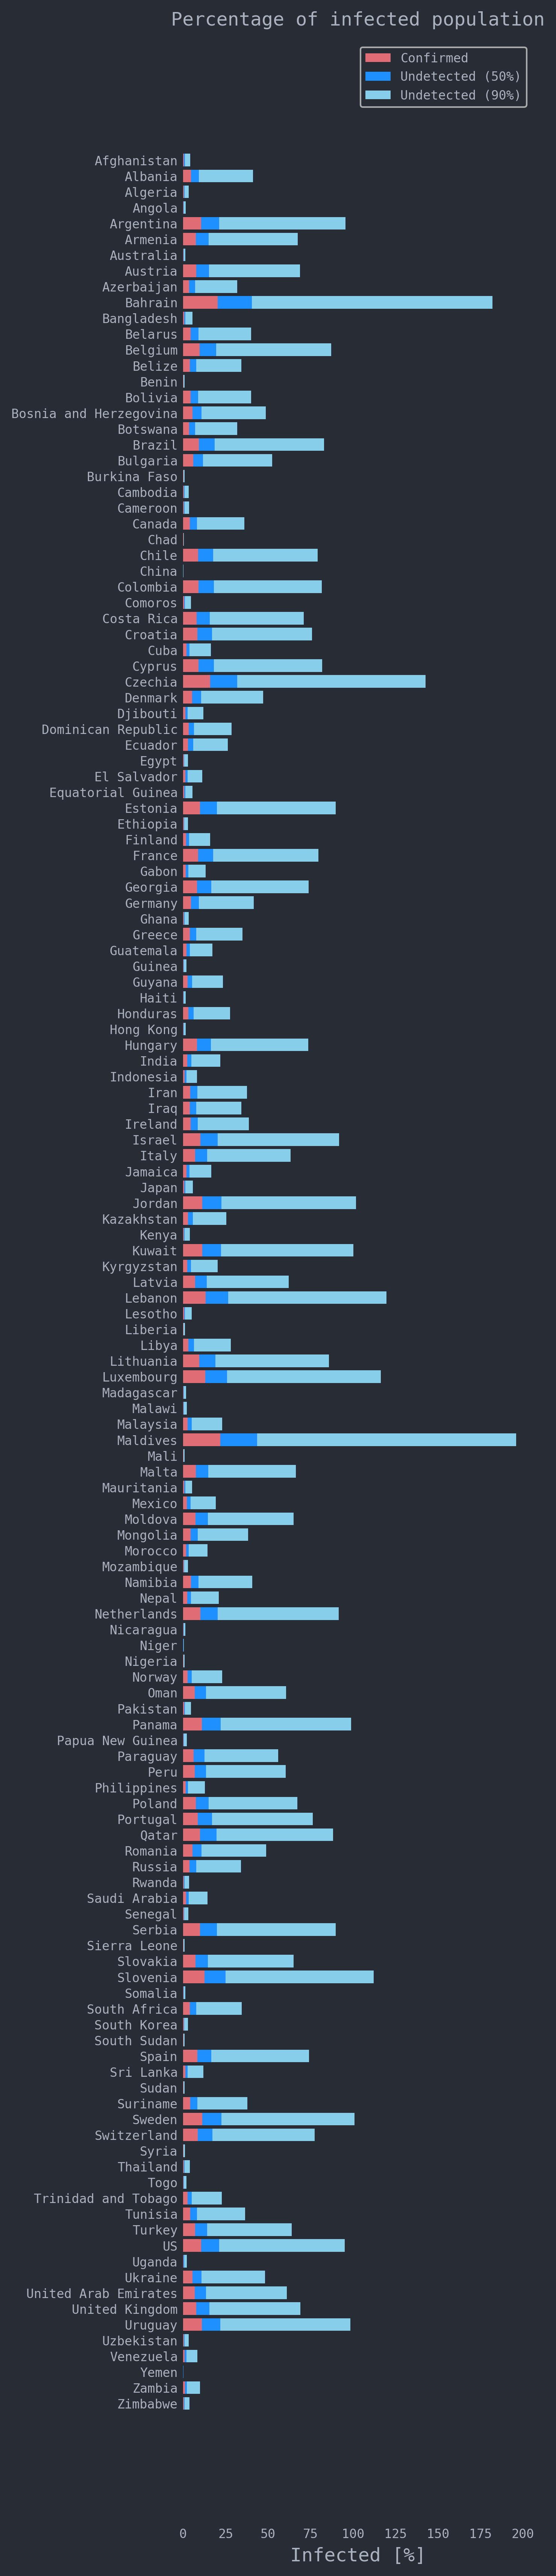 Percentage of infected population
Confirmed
Undetected (50%)
Undetected (90%)
Afghanistan
Albania
Algeria
Angola
Argentina
Armenia
Australia
Austria
Azerbaijan
Bahrain
Bangladesh
Belarus
Belgium
Belize
Benin
Bolivia
Bosnia and Herzegovina
Botswana
Brazil
Bulgaria
Burkina Faso
Cambodia
Cameroon
Canada
Chad
Chile
China
Colombia
Comoros
Costa Rica
Croatia
Cuba
Cyprus
Czechia
Denmark
Djibouti
Dominican Republic
Ecuador
Egypt
El Salvador
Equatorial Guinea
Estonia
Ethiopia
Finland
France
Gabon
Georgia
Germany
Ghana
Greece
Guatemala
Guinea
Guyana
Haiti
Honduras
Hong Kong
Hungary
India
Indonesia
Iran
Iraq
Ireland
Israel
Italy
Jamaica
Japan
Jordan
Kazakhstan
Kenya
Kuwait
Kyrgyzstan
Latvia
Lebanon
Lesotho
Liberia
Libya
Lithuania
Luxembourg
Madagascar
Malawi
Malaysia
Maldives
Mali
Malta
Mauritania
Mexico
Moldova
Mongolia
Morocco
Mozambique
Namibia
Nepal
Netherlands
Nicaragua
Niger
Nigeria
Norway
Oman
Pakistan
Panama
Papua New Guinea
Paraguay
Peru
Philippines
Poland
Portugal
Qatar
Romania
Russia
Rwanda
Saudi Arabia
Senegal
Serbia
Sierra Leone
Slovakia
Slovenia
Somalia
South Africa
South Korea
South Sudan
Spain
Sri Lanka
Sudan
Suriname
Sweden
Switzerland
Syria
Thailand
Togo
Trinidad and Tobago
Tunisia
Turkey
US
Uganda
Ukraine
United Arab Emirates
United Kingdom
Uruguay
Uzbekistan
Venezuela
Yemen
Zambia
Zimbabwe
0 25 50 75 100 125 150 175 200
Infected [%]